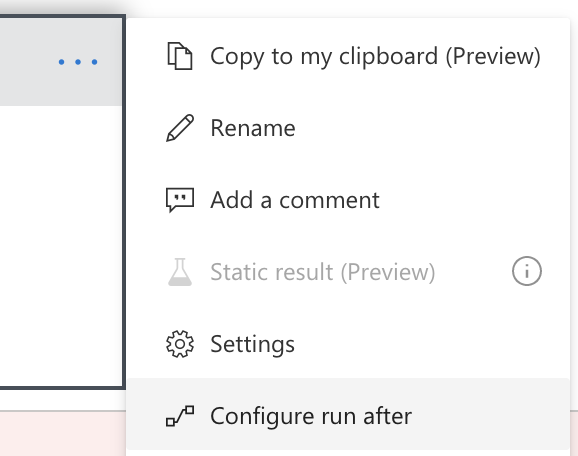 Copy to my clipboard (Preview)
Rename
Add a comment
Static result (Preview)
Settings
Configure run after